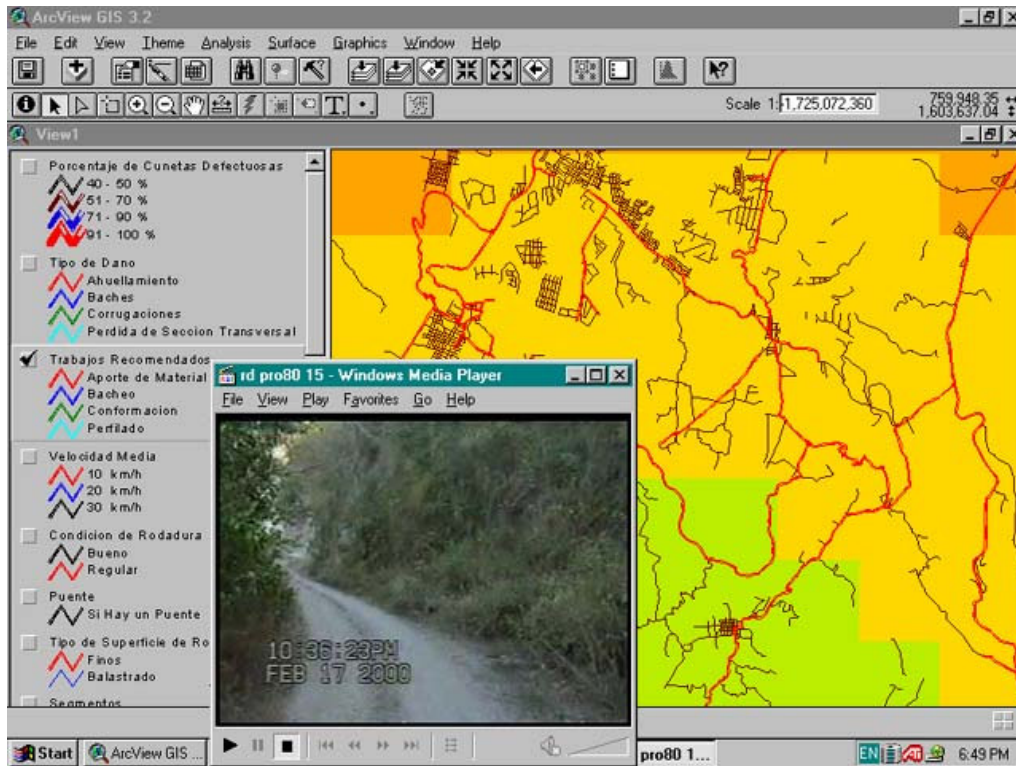 ArcView GIS 3.2
File Edit View Theme Analysis Surface Graphics Window Help
Scale 1: 1,725,072,360
759,948.35
1,603,637.04
View1
Porcentaje de Cunetas Defectuosas
40 - 50 %
51 - 70 %
71 - 90 %
91 - 100 %
Tipo de Dano
Ahuellamiento
Baches
Corrugaciones
Perdida de Seccion Transversal
Trabajos Recomendados
Aporte de Material
Bacheo
Conformacion
Perfilado
Velocidad Media
10 km/h
20 km/h
30 km/h
Condicion de Rodadura
Bueno
Regular
Puente
Si Hay un Puente
Tipo de Superficie de Ro
Finos
Balastrado
Segmentos
rd pro80 15 - Windows Media Player
File View Play Favorites Go Help
10:36:23PM
FEB 17 2000
Start
ArcView GIS ...
pro80 1...
EN
6:49 PM